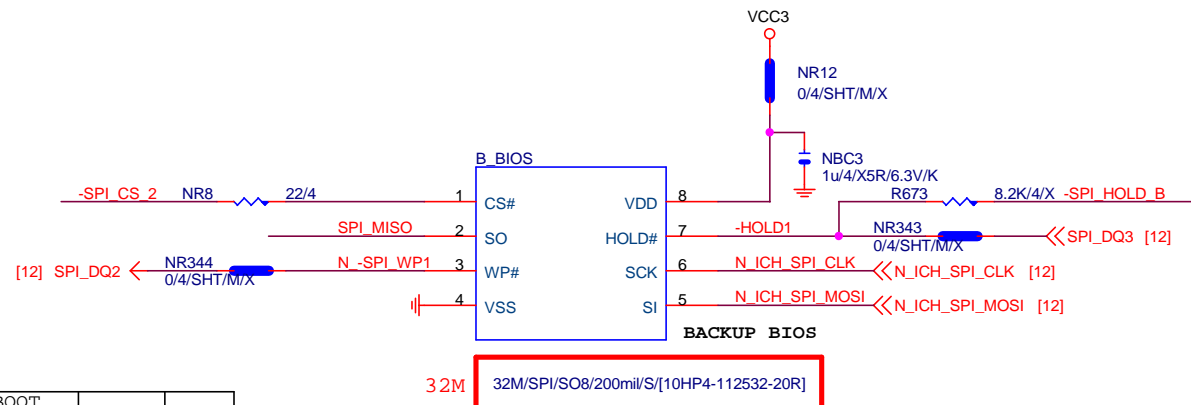 VCC3
NR12
0/4/SHT/M/X
B_BIOS
NBC3
1u/4/X5R/6.3V/K
-SPI_CS_2 NR8 22/4 1 CS# VDD 8 R673 8.2K/4/X -SPI_HOLD_B
SPI_MISO 2 SO HOLD# 7 -HOLD1 NR343 SPI_DQ3 [12]
0/4/SHT/M/X
[12] SPI_DQ2 NR344 N_-SPI_WP1 3 WP# SCK 6 N_ICH_SPI_CLK N_ICH_SPI_CLK [12]
0/4/SHT/M/X
4 VSS SI 5 N_ICH_SPI_MOSI N_ICH_SPI_MOSI [12]
BACKUP BIOS
32M 32M/SPI/SO8/200mil/S/[10HP4-112532-20R]